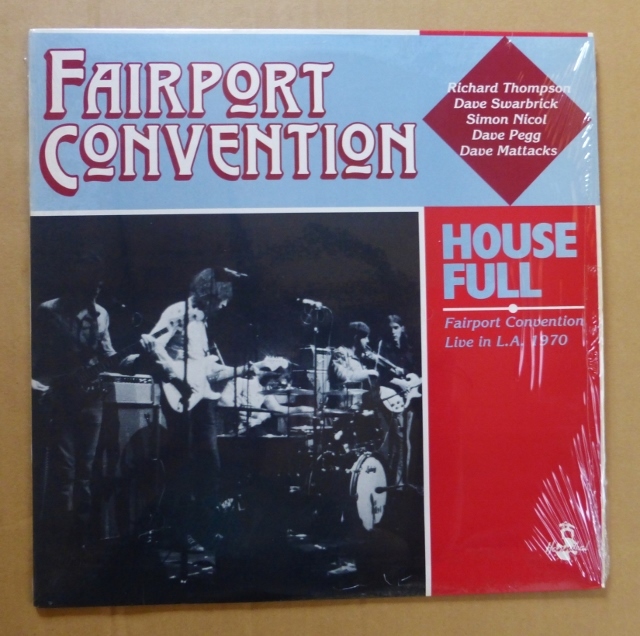 FAIRPORT
CONVENTION
Richard Thompson
Dave Swarbrick
Simon Nicol
Dave Pegg
Dave Mattacks
HOUSE
FULL
Fairport Convention
Live in L.A. 1970
Hannibal